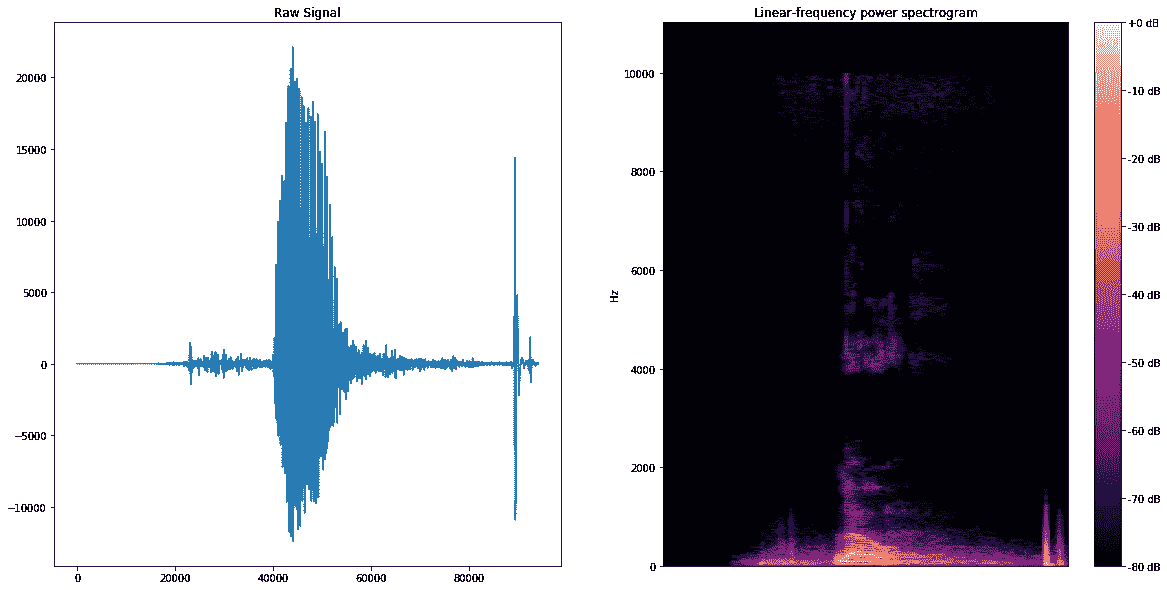 Raw Signal
20000
15000
10000
5000
0
−5000
−10000
0 20000 40000 60000 80000
Linear-frequency power spectrogram
Hz
10000
8000
6000
4000
2000
0
+0 dB
-10 dB
-20 dB
-30 dB
-40 dB
-50 dB
-60 dB
-70 dB
-80 dB